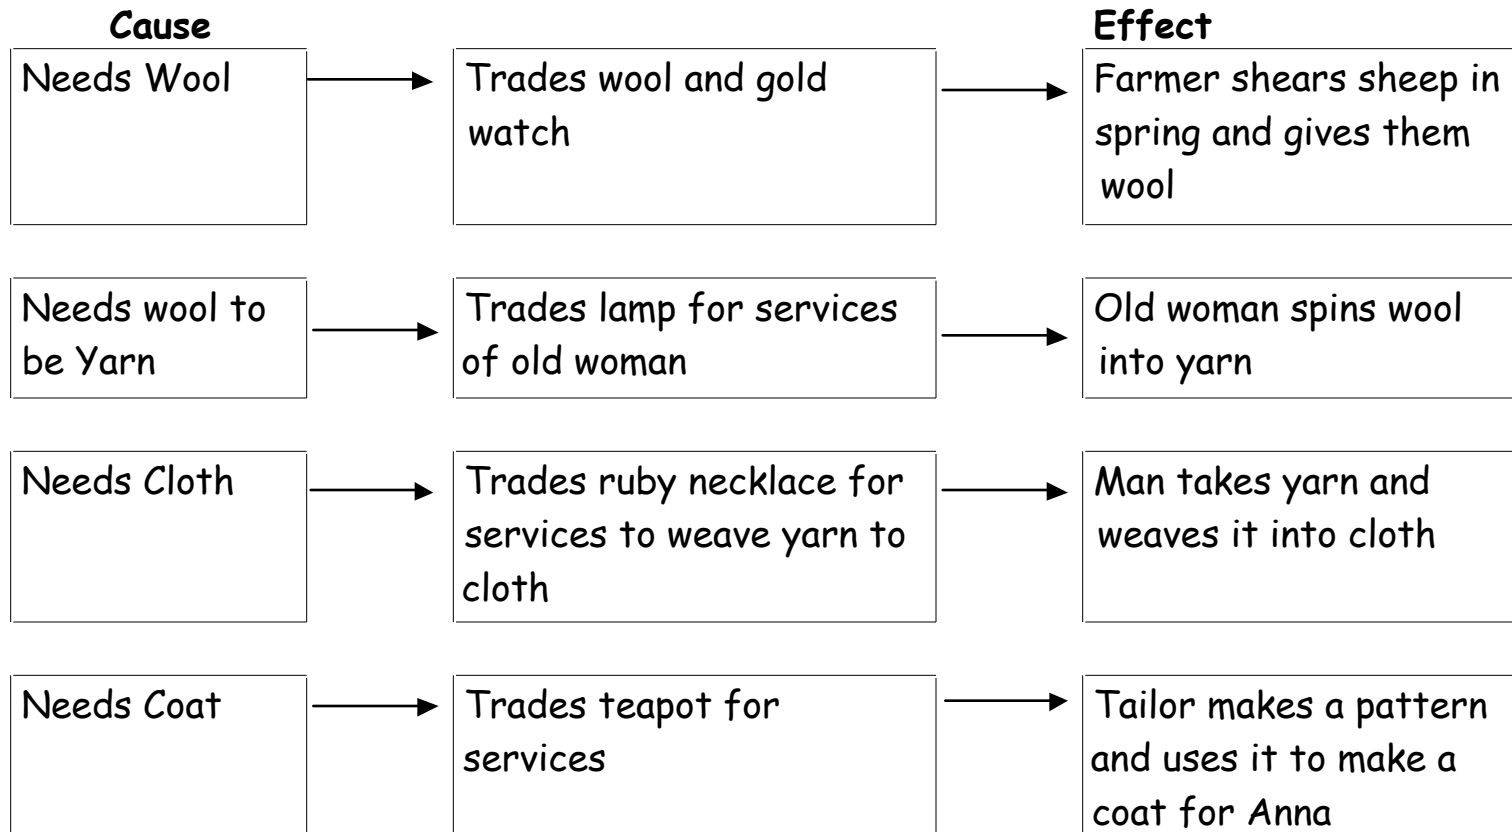 Cause
Effect
Needs Wool
Trades wool and gold
watch
Farmer shears sheep in
spring and gives them
wool
Needs wool to
be Yarn
Trades lamp for services
of old woman
Old woman spins wool
into yarn
Needs Cloth
Trades ruby necklace for
services to weave yarn to
cloth
Man takes yarn and
weaves it into cloth
Needs Coat
Trades teapot for
services
Tailor makes a pattern
and uses it to make a
coat for Anna